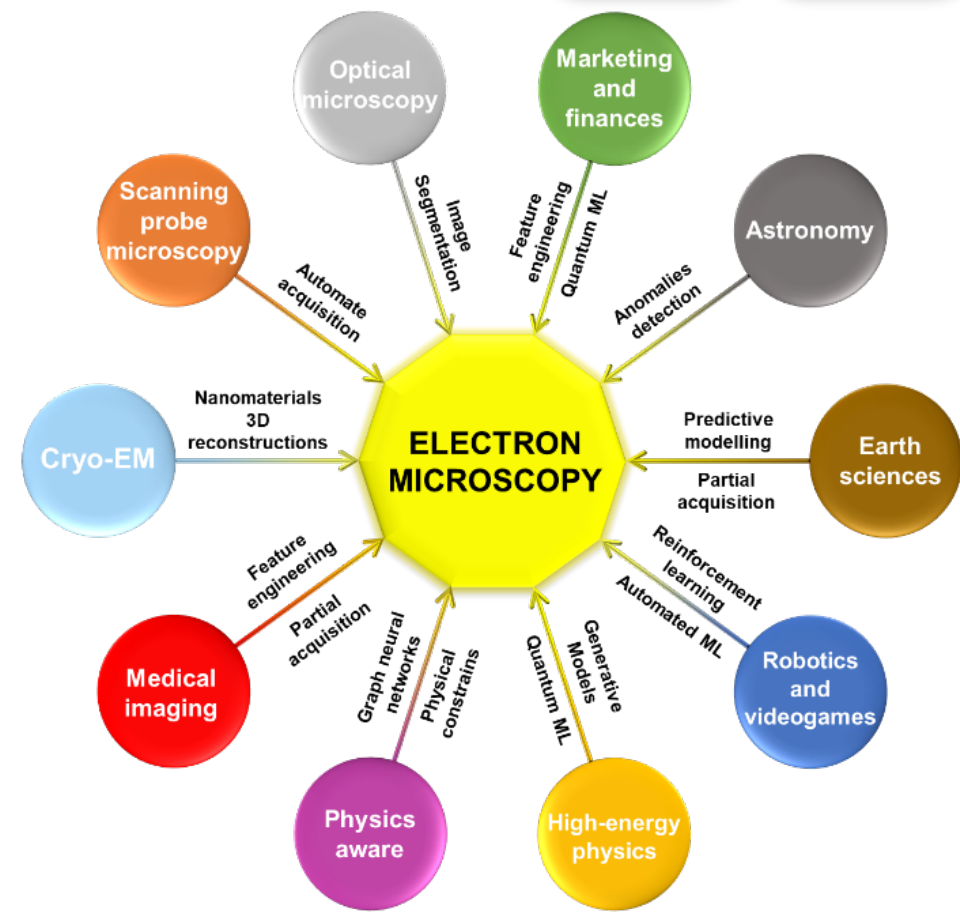 Optical
microscopy
Marketing
and
finances
Scanning
probe
microscopy
Astronomy
Image
Segmentation
Feature
engineering
Quantum ML
Automate
acquisition
Anomalies
detection
Cryo-EM
Nanomaterials
3D
reconstructions
ELECTRON
MICROSCOPY
Predictive
modelling
Partial
acquisition
Earth
sciences
Feature
engineering
Partial
acquisition
Medical
imaging
Graph neural
networks
Physical
constrains
Physics
aware
Generative
Models
Quantum ML
High-energy
physics
Reinforcement
learning
Automated ML
Robotics
and
videogames